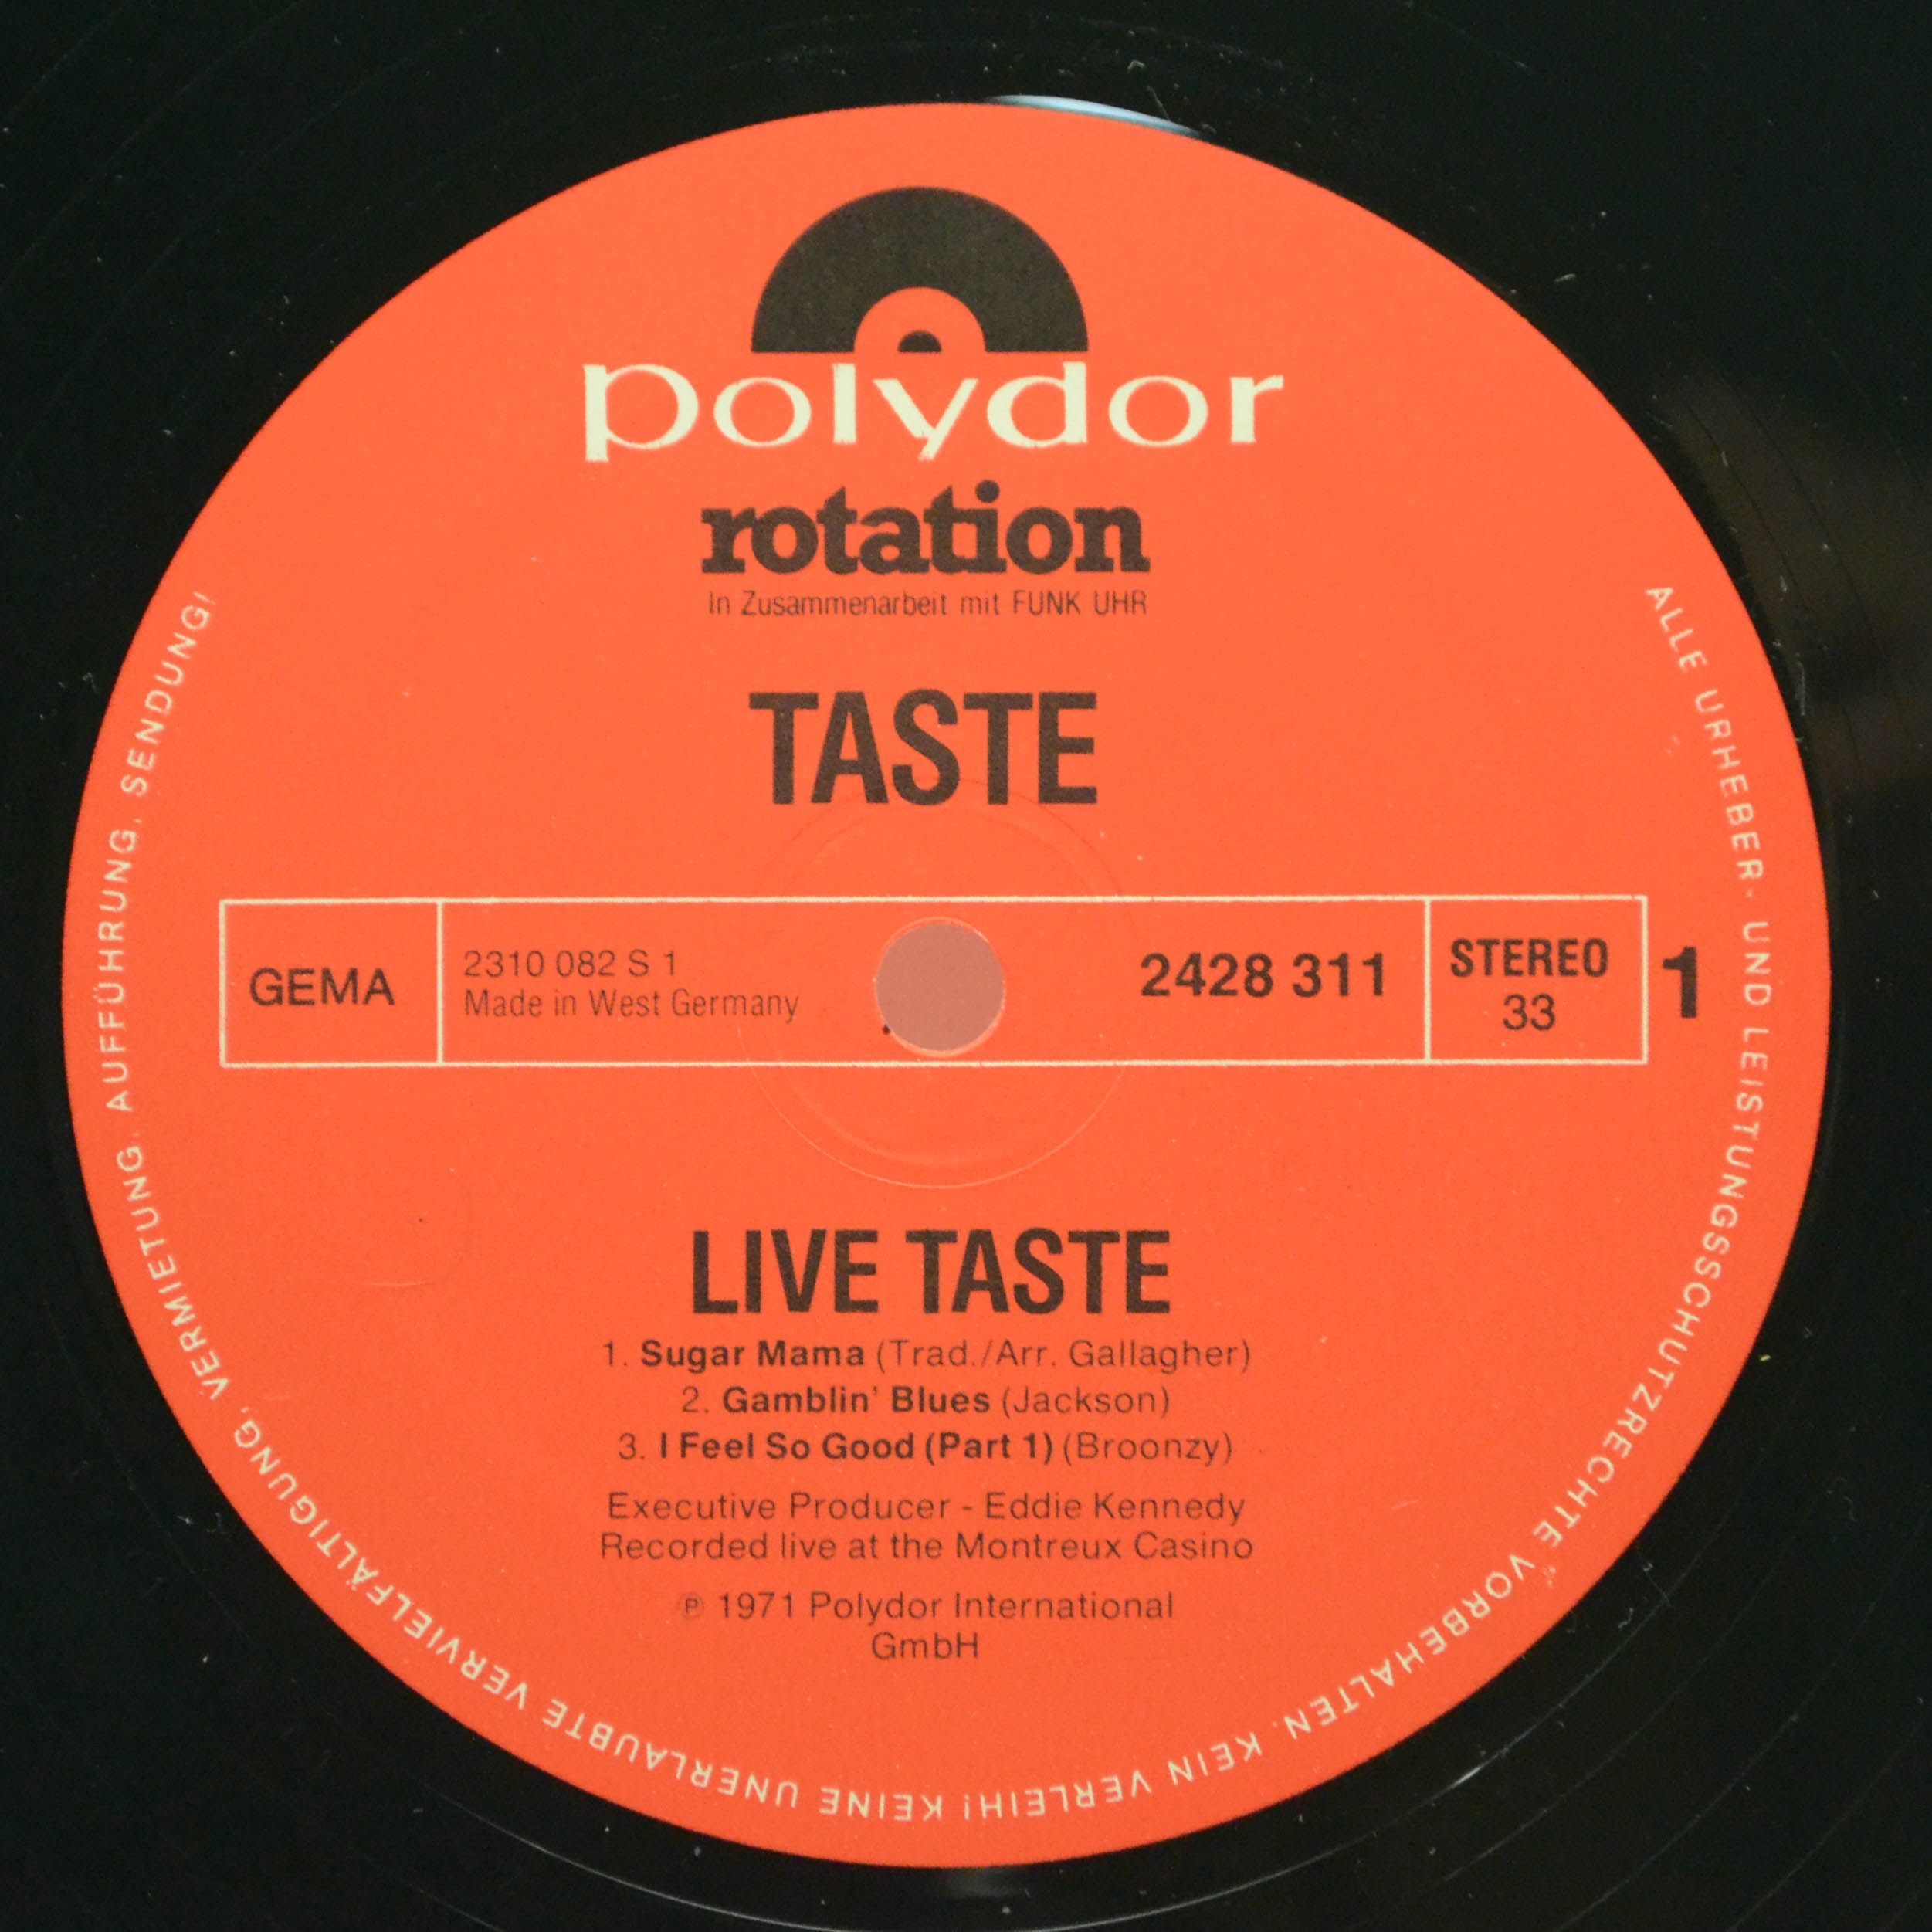 polydor
rotation
In Zusammenarbeit mit FUNK UHR
TASTE
GEMA
2310 082 S 1
Made in West Germany
2428 311
STEREO
33
1
LIVE TASTE
1. Sugar Mama (Trad./Arr. Gallagher)
2. Gamblin' Blues (Jackson)
3. I Feel So Good (Part 1) (Broonzy)
Executive Producer - Eddie Kennedy
Recorded live at the Montreux Casino
℗ 1971 Polydor International
GmbH
ALLE URHEBER- UND LEISTUNGSSCHUTZRECHTE VORBEHALTEN. KEIN VERLEIH! KEINE UNERLAUBTE VERVIELFÄLTIGUNG, VERMIETUNG, AUFFÜHRUNG, SENDUNG!